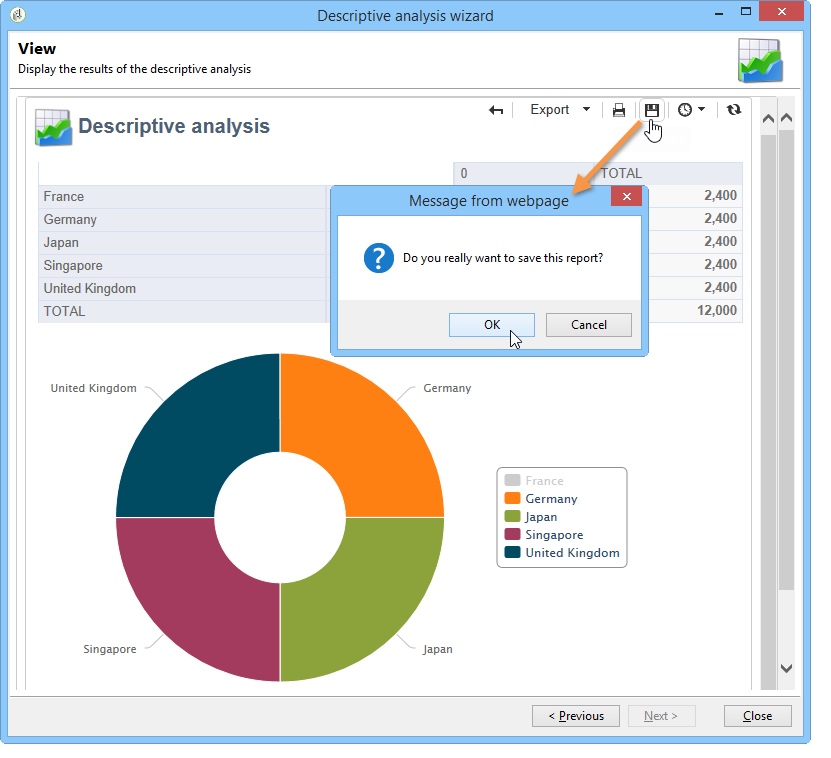 Descriptive analysis wizard
View
Display the results of the descriptive analysis
Export
Descriptive analysis
0 TOTAL
France 2,400
Germany 2,400
Japan 2,400
Singapore 2,400
United Kingdom 2,400
TOTAL 12,000
Message from webpage
Do you really want to save this report?
OK Cancel
United Kingdom Germany
France
Germany
Japan
Singapore
United Kingdom
Singapore Japan
< Previous Next > Close